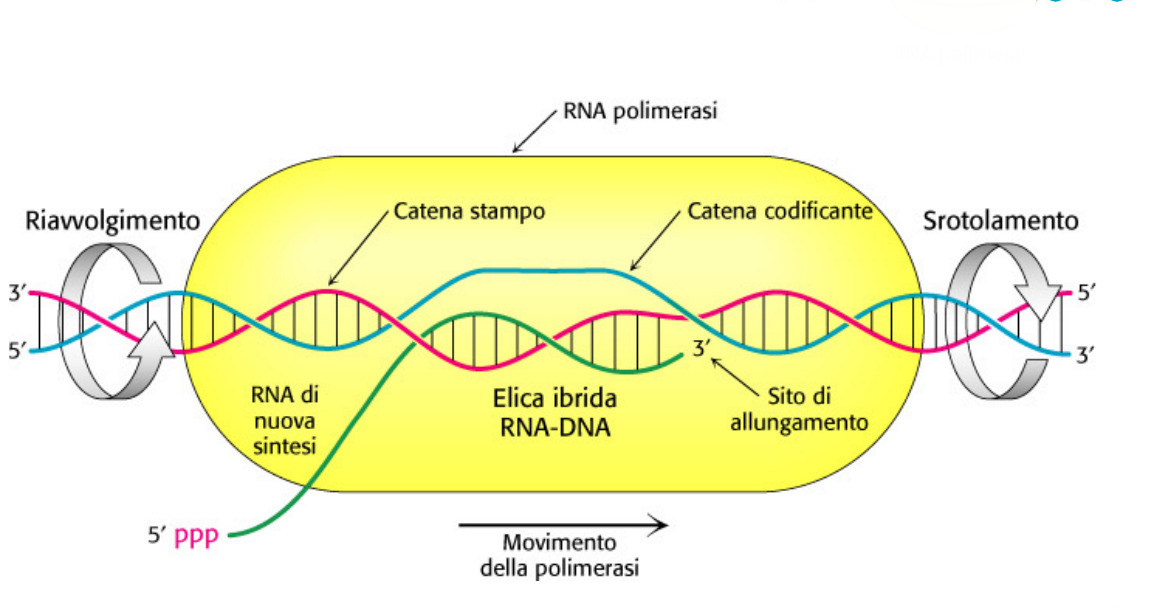 RNA polimerasi
Catena stampo
Catena codificante
Riavvolgimento
Srotolamento
3′
5′
5′
3′
3′
RNA di
nuova
sintesi
Elica ibrida
RNA-DNA
Sito di
allungamento
5′ ppp
Movimento
della polimerasi